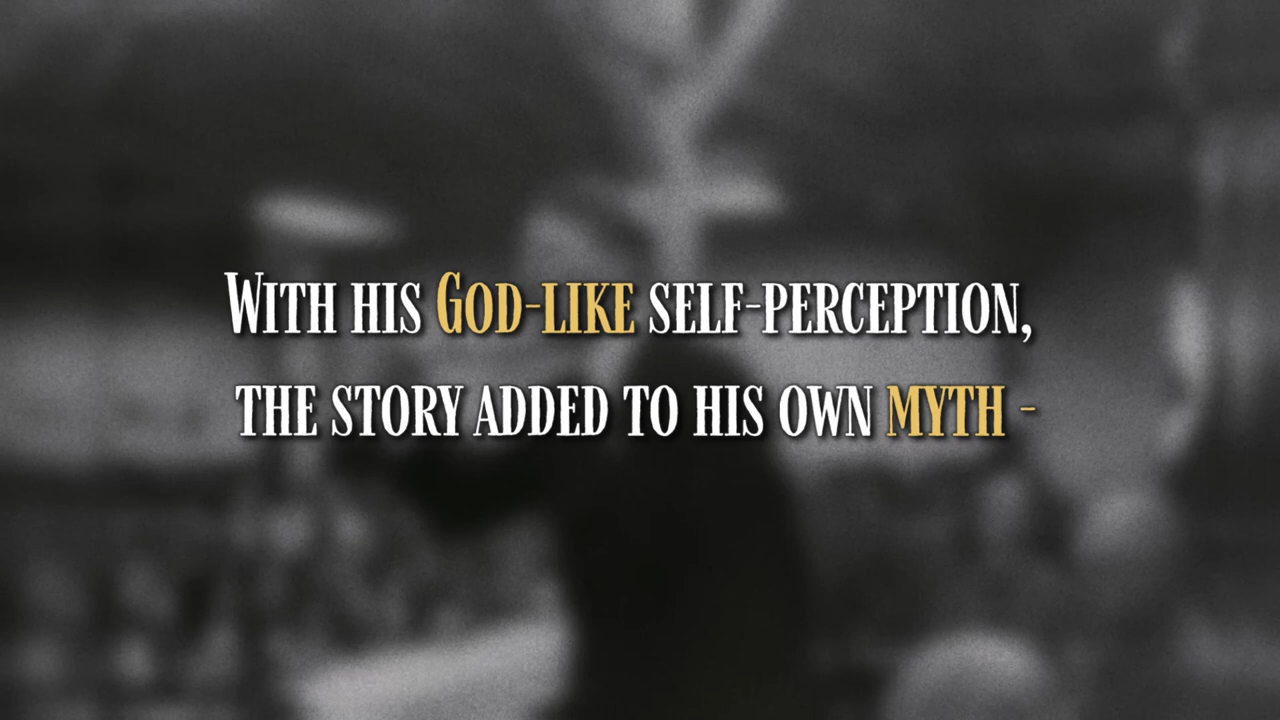 With his God-like self-perception,
the story added to his own myth -